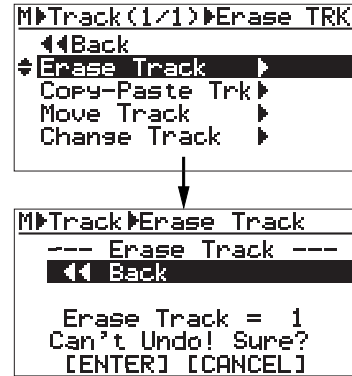 M▶Track(1/1)▶Erase TRK
◀◀Back
Erase Track ▶
Copy-Paste Trk▶
Move Track ▶
Change Track ▶
M▶Track▶Erase Track
--- Erase Track ---
◀◀ Back
Erase Track = 1
Can't Undo! Sure?
[ENTER] [CANCEL]